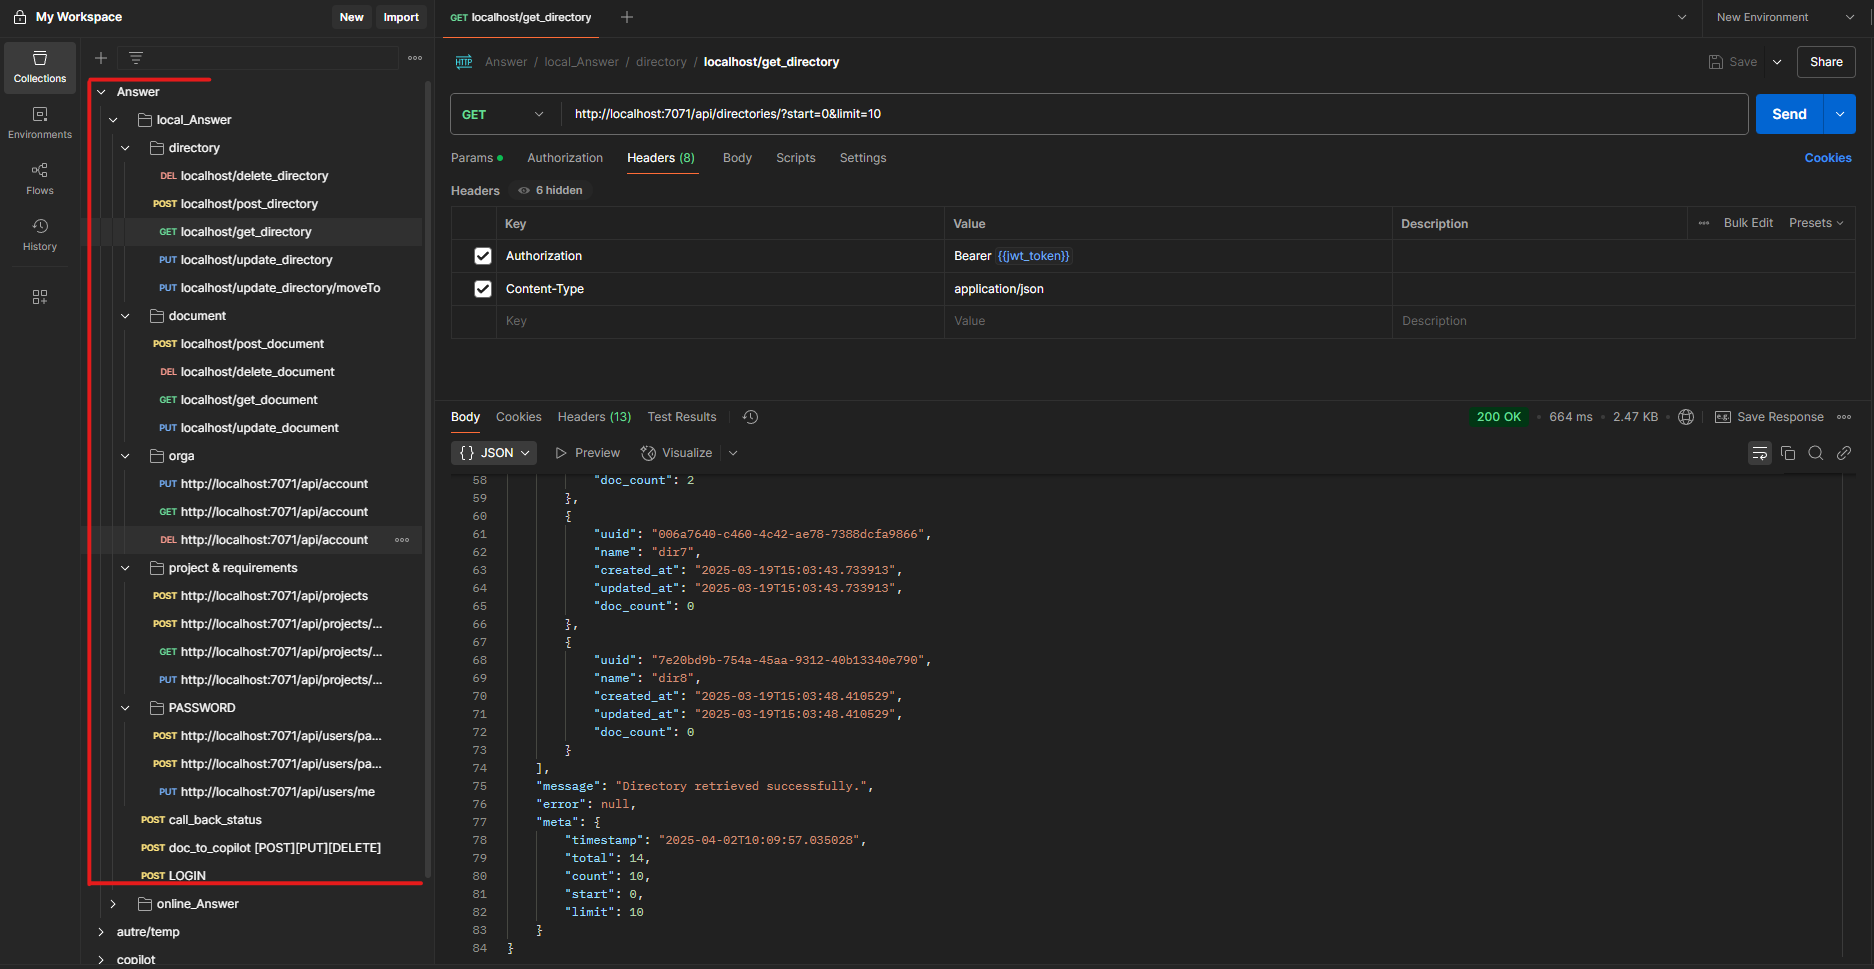 My Workspace
New
Import
Collections
Environments
Flows
History
Answer
local_Answer
directory
DEL localhost/delete_directory
POST localhost/post_directory
GET localhost/get_directory
PUT localhost/update_directory
PUT localhost/update_directory/moveTo
document
POST localhost/post_document
DEL localhost/delete_document
GET localhost/get_document
PUT localhost/update_document
orga
PUT http://localhost:7071/api/account
GET http://localhost:7071/api/account
DEL http://localhost:7071/api/account
project & requirements
POST http://localhost:7071/api/projects
POST http://localhost:7071/api/projects/...
GET http://localhost:7071/api/projects/...
PUT http://localhost:7071/api/projects/...
PASSWORD
POST http://localhost:7071/api/users/pa...
POST http://localhost:7071/api/users/pa...
PUT http://localhost:7071/api/users/me
POST call_back_status
POST doc_to_copilot [POST][PUT][DELETE]
POST LOGIN
online_Answer
autre/temp
copilot
GET localhost/get_directory
New Environment
HTTP Answer / local_Answer / directory / localhost/get_directory
Save
Share
GET http://localhost:7071/api/directories/?start=0&limit=10
Send
Params Authorization Headers (8) Body Scripts Settings
Cookies
Headers 6 hidden
Key Value Description Bulk Edit Presets
Authorization Bearer {{jwt_token}}
Content-Type application/json
Key Value Description
Body Cookies Headers (13) Test Results
200 OK 664 ms 2.47 KB e.g. Save Response
{} JSON Preview Visualize
58 "doc_count": 2
59 },
60 {
61 "uuid": "006a7640-c460-4c42-ae78-7388dcfa9866",
62 "name": "dir7",
63 "created_at": "2025-03-19T15:03:43.733913",
64 "updated_at": "2025-03-19T15:03:43.733913",
65 "doc_count": 0
66 },
67 {
68 "uuid": "7e20bd9b-754a-45aa-9312-40b13340e790",
69 "name": "dir8",
70 "created_at": "2025-03-19T15:03:48.410529",
71 "updated_at": "2025-03-19T15:03:48.410529",
72 "doc_count": 0
73 }
74 ],
75 "message": "Directory retrieved successfully.",
76 "error": null,
77 "meta": {
78 "timestamp": "2025-04-02T10:09:57.035028",
79 "total": 14,
80 "count": 10,
81 "start": 0,
82 "limit": 10
83 }
84 }